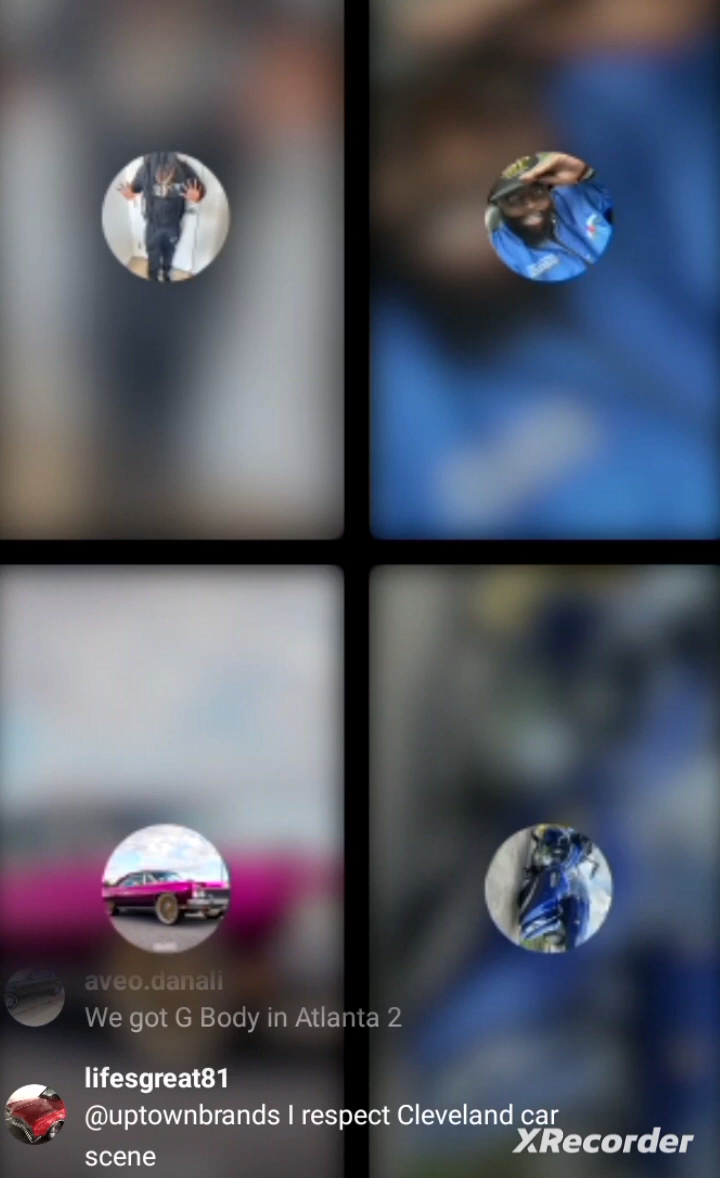 aveo.danali
We got G Body in Atlanta 2
lifesgreat81
@uptownbrands I respect Cleveland car
scene
XRecorder